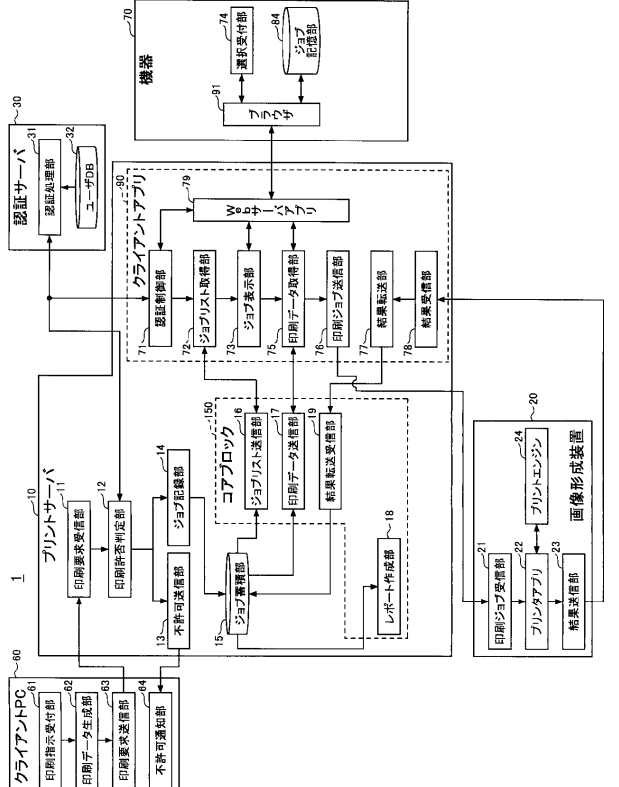 1
60
クライアントPC
61
印刷指示受付部
62
印刷データ生成部
63
印刷要求送信部
64
不許可通知部
10
プリントサーバ
11
印刷要求受信部
12
印刷許否判定部
13
不許可送信部
14
ジョブ記録部
15
ジョブ蓄積部
150
コアブロック
16
ジョブリスト送信部
17
印刷データ送信部
19
結果転送受信部
18
レポート作成部
30
認証サーバ
31
認証処理部
32
ユーザDB
90
クライアントアプリ
71
認証制御部
72
ジョブリスト取得部
73
ジョブ表示部
75
印刷データ取得部
76
印刷ジョブ送信部
77
結果転送部
78
結果受信部
79
Webサーバアプリ
70
機器
91
ブラウザ
74
選択受付部
84
ジョブ
記憶部
20
画像形成装置
21
印刷ジョブ受信部
22
プリンタアプリ
23
結果送信部
24
プリントエンジン